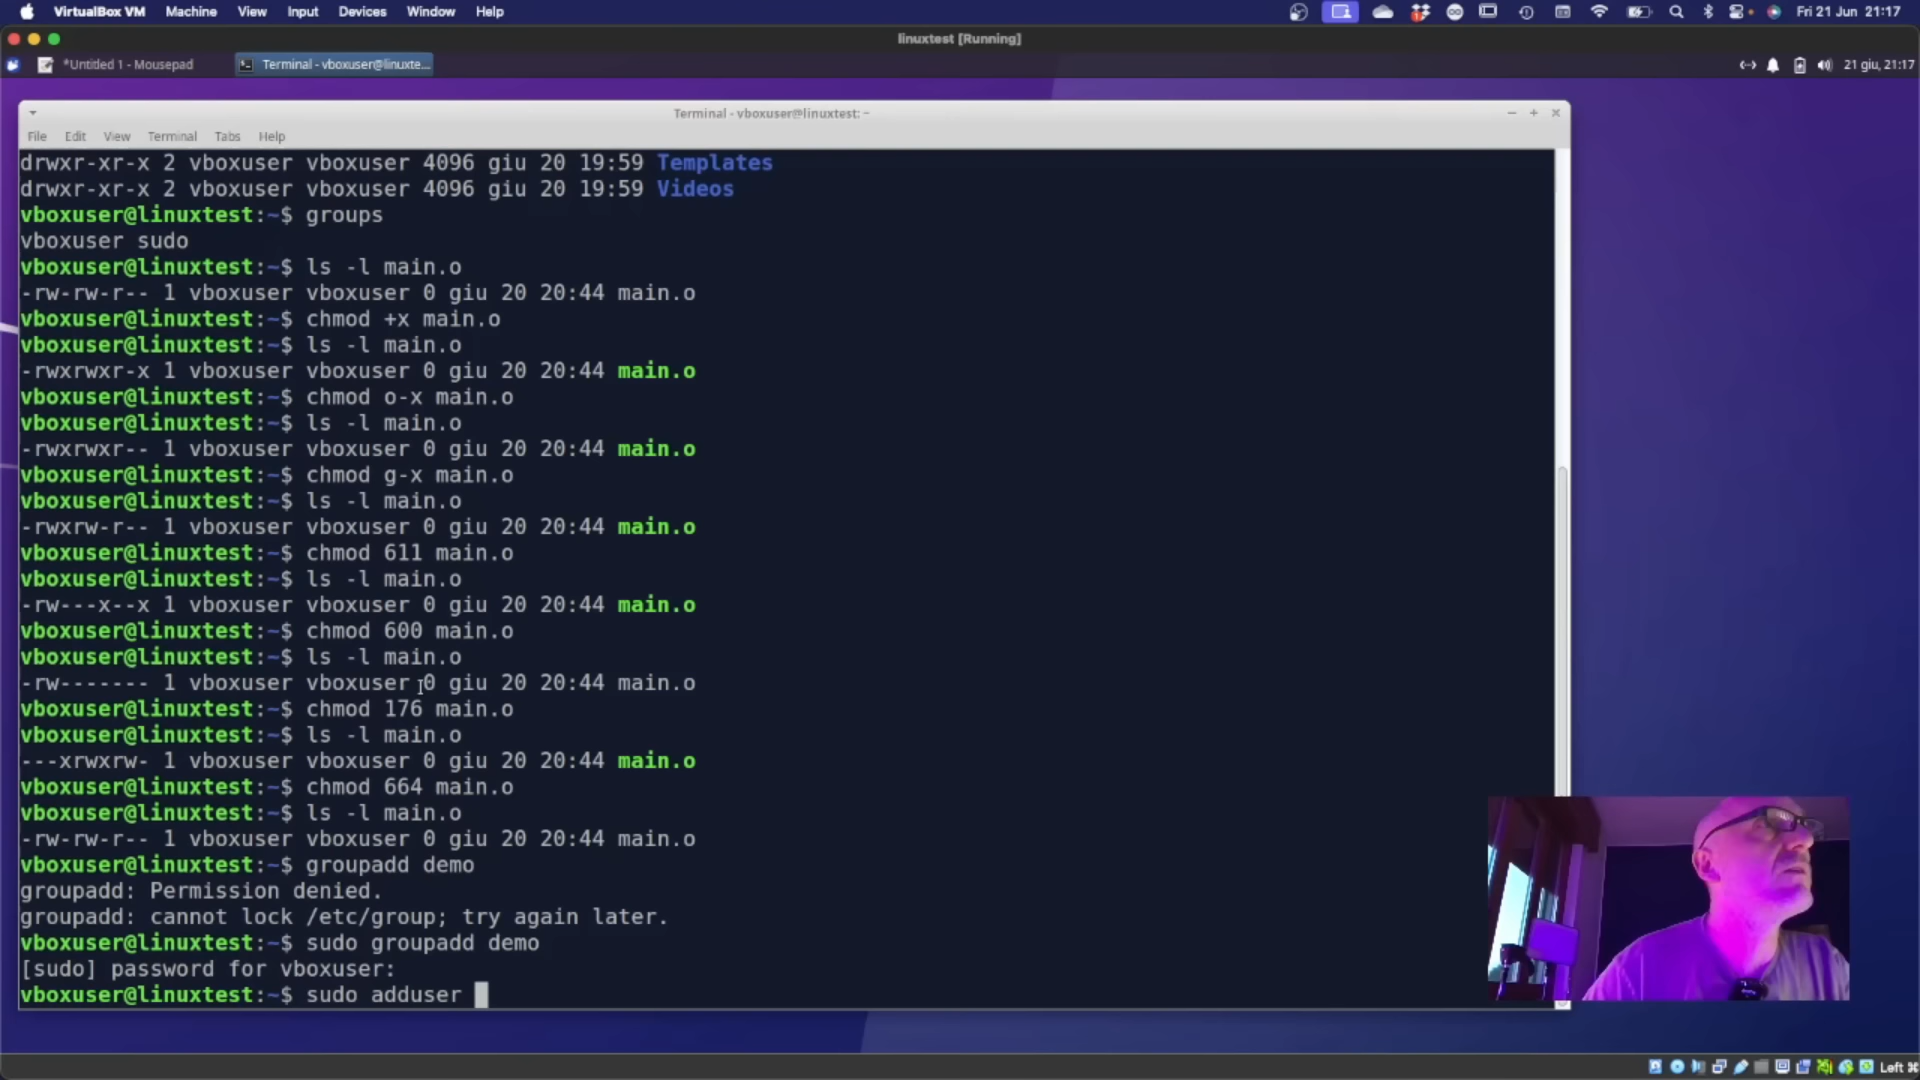 VirtualBox VM Machine View Input Devices Window Help Fri 21 Jun 21:17
linuxtest [Running]
*Untitled 1 - Mousepad Terminal - vboxuser@linuxte... 21 giu, 21:17
Terminal - vboxuser@linuxtest: ~
File Edit View Terminal Tabs Help
drwxr-xr-x 2 vboxuser vboxuser 4096 giu 20 19:59 Templates
drwxr-xr-x 2 vboxuser vboxuser 4096 giu 20 19:59 Videos
vboxuser@linuxtest:~$ groups
vboxuser sudo
vboxuser@linuxtest:~$ ls -l main.o
-rw-rw-r-- 1 vboxuser vboxuser 0 giu 20 20:44 main.o
vboxuser@linuxtest:~$ chmod +x main.o
vboxuser@linuxtest:~$ ls -l main.o
-rwxrwxr-x 1 vboxuser vboxuser 0 giu 20 20:44 main.o
vboxuser@linuxtest:~$ chmod o-x main.o
vboxuser@linuxtest:~$ ls -l main.o
-rwxrwxr-- 1 vboxuser vboxuser 0 giu 20 20:44 main.o
vboxuser@linuxtest:~$ chmod g-x main.o
vboxuser@linuxtest:~$ ls -l main.o
-rwxrw-r-- 1 vboxuser vboxuser 0 giu 20 20:44 main.o
vboxuser@linuxtest:~$ chmod 611 main.o
vboxuser@linuxtest:~$ ls -l main.o
-rw---x--x 1 vboxuser vboxuser 0 giu 20 20:44 main.o
vboxuser@linuxtest:~$ chmod 600 main.o
vboxuser@linuxtest:~$ ls -l main.o
-rw------- 1 vboxuser vboxuser 0 giu 20 20:44 main.o
vboxuser@linuxtest:~$ chmod 176 main.o
vboxuser@linuxtest:~$ ls -l main.o
---xrwxrw- 1 vboxuser vboxuser 0 giu 20 20:44 main.o
vboxuser@linuxtest:~$ chmod 664 main.o
vboxuser@linuxtest:~$ ls -l main.o
-rw-rw-r-- 1 vboxuser vboxuser 0 giu 20 20:44 main.o
vboxuser@linuxtest:~$ groupadd demo
groupadd: Permission denied.
groupadd: cannot lock /etc/group; try again later.
vboxuser@linuxtest:~$ sudo groupadd demo
[sudo] password for vboxuser:
vboxuser@linuxtest:~$ sudo adduser
Left ⌘